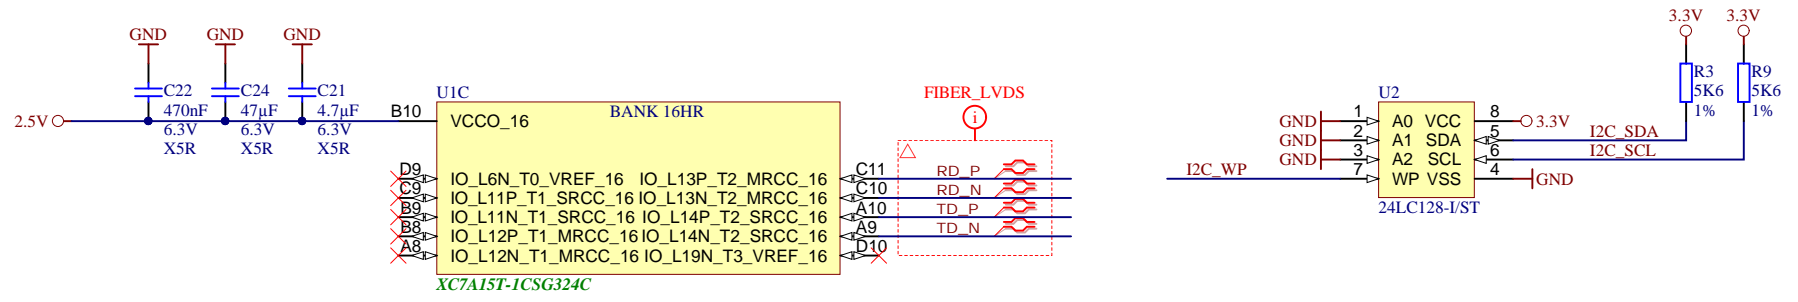 GND
GND
GND
C22
470nF
6.3V
X5R
C24
47µF
6.3V
X5R
C21
4.7µF
6.3V
X5R
2.5V
B10
U1C
BANK 16HR
VCCO_16
D9
IO_L6N_T0_VREF_16
C9
IO_L11P_T1_SRCC_16
B9
IO_L11N_T1_SRCC_16
B8
IO_L12P_T1_MRCC_16
A8
IO_L12N_T1_MRCC_16
IO_L13P_T2_MRCC_16
C11
IO_L13N_T2_MRCC_16
C10
IO_L14P_T2_SRCC_16
A10
IO_L14N_T2_SRCC_16
A9
IO_L19N_T3_VREF_16
D10
XC7A15T-1CSG324C
FIBER_LVDS
i
RD_P
RD_N
TD_P
TD_N
I2C_WP
U2
GND
1
A0
GND
2
A1
GND
3
A2
7
WP
VCC
8
3.3V
SDA
5
I2C_SDA
SCL
6
I2C_SCL
VSS
4
GND
24LC128-I/ST
3.3V
R3
5K6
1%
3.3V
R9
5K6
1%